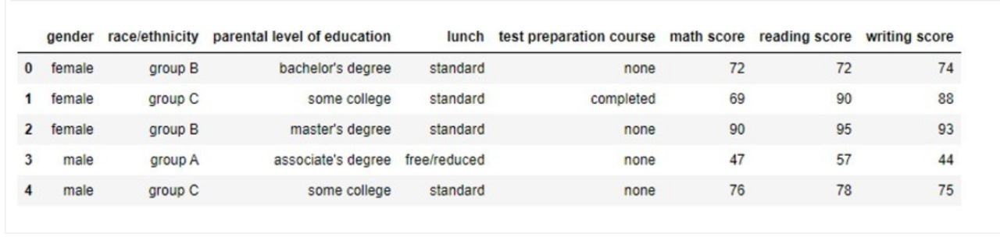 gender race/ethnicity parental level of education lunch test preparation course math score reading score writing score
0 female group B bachelor's degree standard none 72 72 74
1 female group C some college standard completed 69 90 88
2 female group B master's degree standard none 90 95 93
3 male group A associate's degree free/reduced none 47 57 44
4 male group C some college standard none 76 78 75